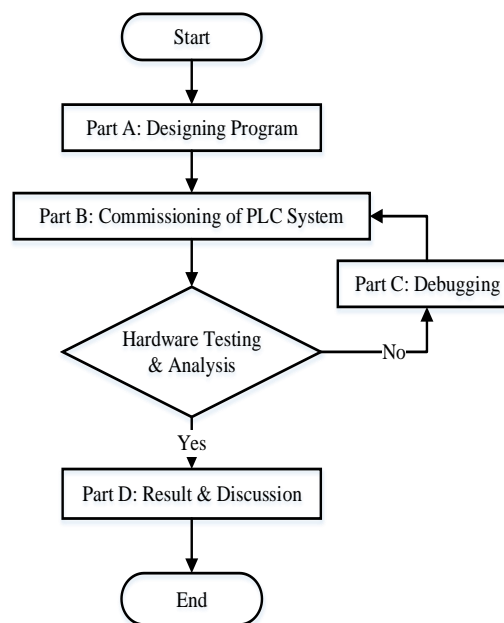 Start
Part A: Designing Program
Part B: Commissioning of PLC System
Part C: Debugging
Hardware Testing
& Analysis
No
Yes
Part D: Result & Discussion
End